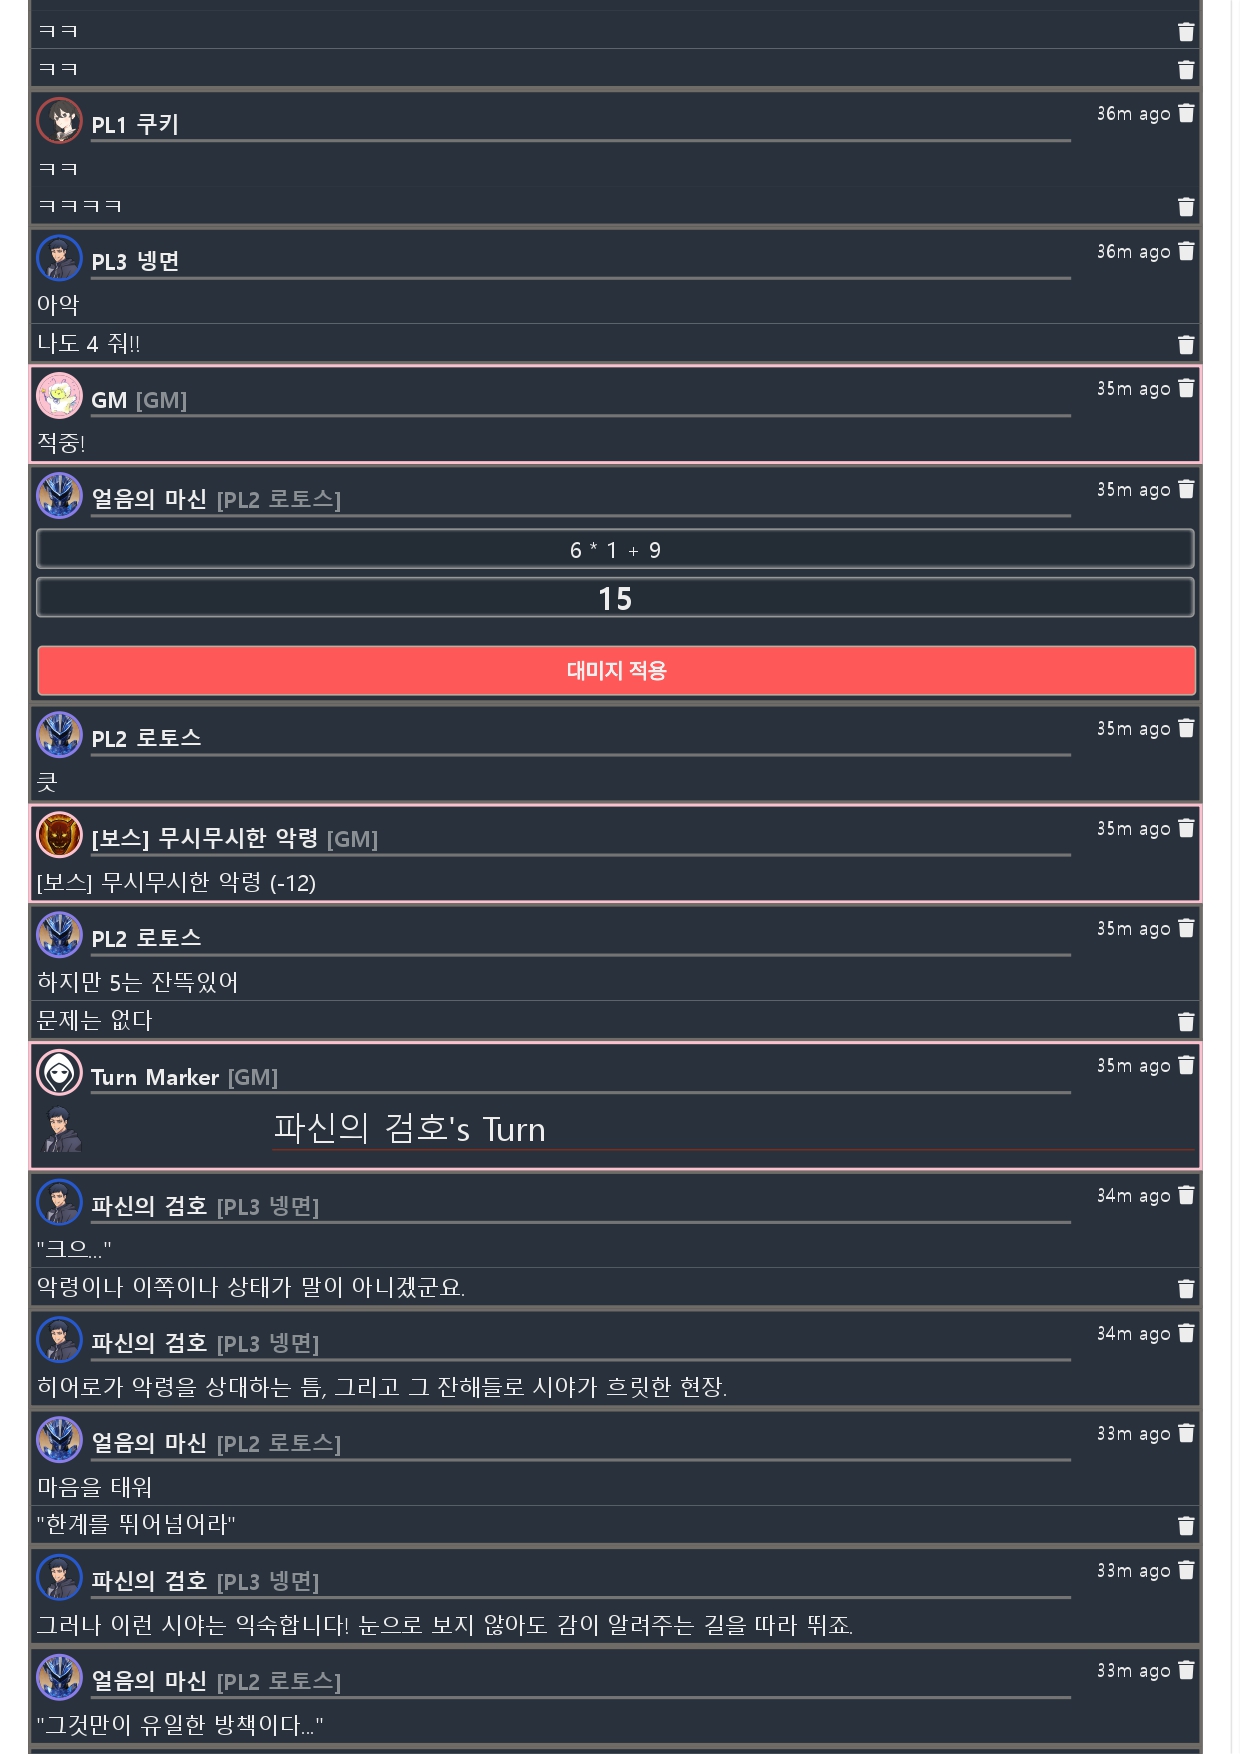 ㅋㅋ
ㅋㅋ
PL1 쿠키
36m ago
ㅋㅋ
ㅋㅋㅋㅋ
PL3 넹면
36m ago
아악
나도 4 줘!!
GM [GM]
35m ago
적중!
얼음의 마신 [PL2 로토스]
35m ago
6 * 1 + 9
15
대미지 적용
PL2 로토스
35m ago
큿
[보스] 무시무시한 악령 [GM]
35m ago
[보스] 무시무시한 악령 (-12)
PL2 로토스
35m ago
하지만 5는 잔뜩있어
문제는 없다
Turn Marker [GM]
35m ago
파신의 검호's Turn
파신의 검호 [PL3 넹면]
34m ago
"크으..."
악령이나 이쪽이나 상태가 말이 아니겠군요.
파신의 검호 [PL3 넹면]
34m ago
히어로가 악령을 상대하는 틈, 그리고 그 잔해들로 시야가 흐릿한 현장.
얼음의 마신 [PL2 로토스]
33m ago
마음을 태워
"한계를 뛰어넘어라"
파신의 검호 [PL3 넹면]
33m ago
그러나 이런 시야는 익숙합니다! 눈으로 보지 않아도 감이 알려주는 길을 따라 뛰죠.
얼음의 마신 [PL2 로토스]
33m ago
"그것만이 유일한 방책이다..."